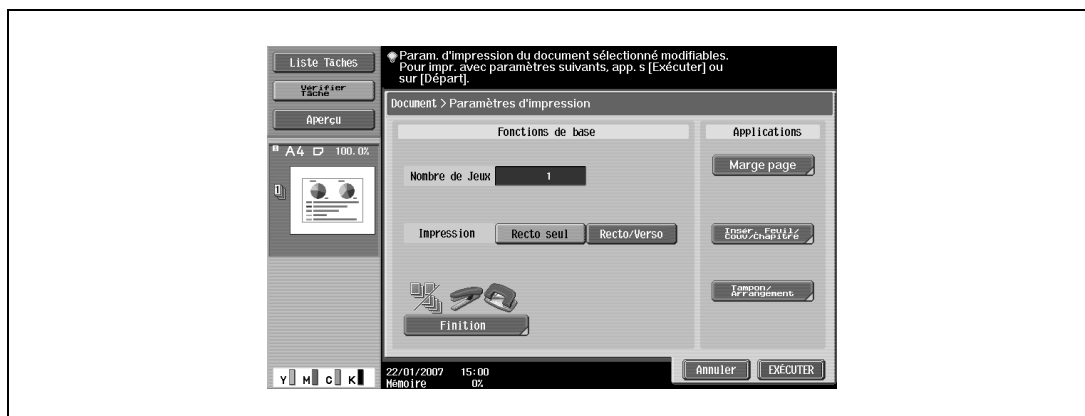 Liste Tâches
Vérifier
Tâche
Aperçu
A4 100.0%
1
Param. d'impression du document sélectionné modifiables.
Pour impr. avec paramètres suivants, app. s [Exécuter] ou
sur [Départ].
Document > Paramètres d'impression
Fonctions de base
Applications
Nombre de Jeux 1
Marge page
Impression Recto seul Recto/Verso
Insér. Feuil/
Couv/Chapitre
Tampon/
Arrangement
Finition
Annuler EXÉCUTER
Y M C K
22/01/2007 15:00
Mémoire 0%